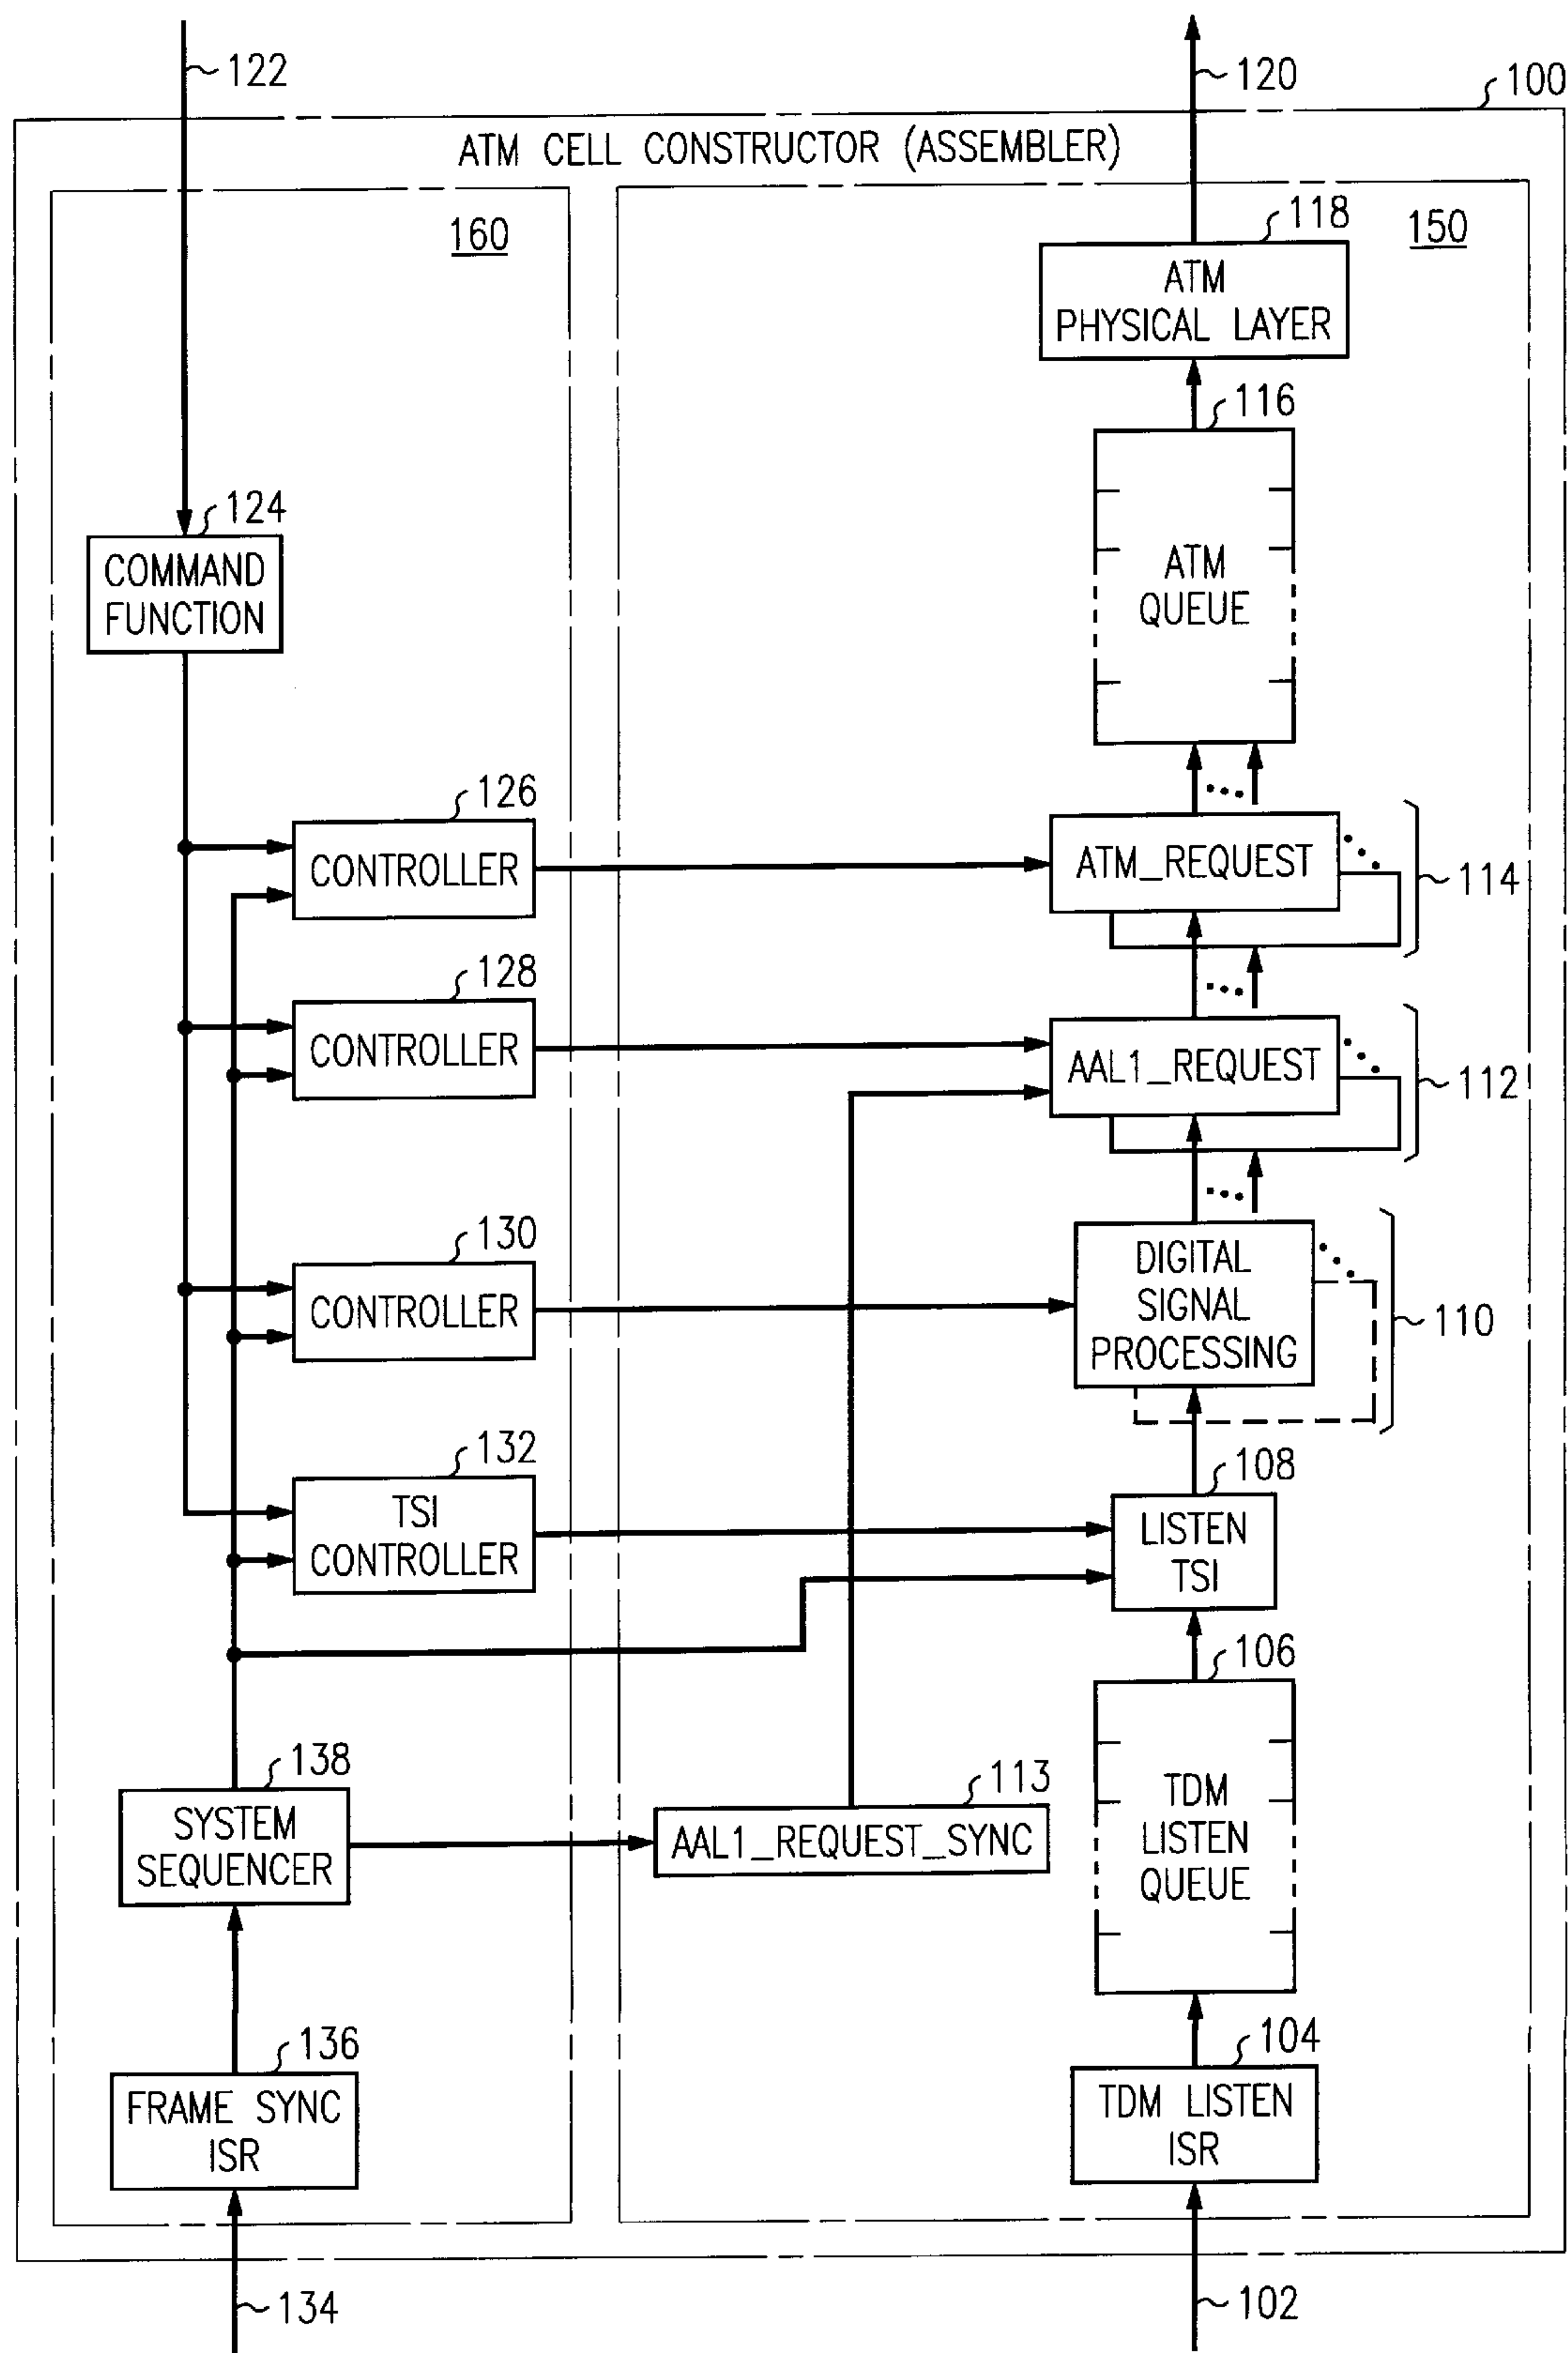 122
120
100
ATM CELL CONSTRUCTOR (ASSEMBLER)
160
150
118
ATM
PHYSICAL LAYER
116
ATM
QUEUE
124
COMMAND
FUNCTION
126
CONTROLLER
ATM_REQUEST
114
128
CONTROLLER
AAL1_REQUEST
112
130
CONTROLLER
DIGITAL
SIGNAL
PROCESSING
110
132
TSI
CONTROLLER
108
LISTEN
TSI
106
TDM
LISTEN
QUEUE
138
SYSTEM
SEQUENCER
113
AAL1_REQUEST_SYNC
136
FRAME SYNC
ISR
104
TDM LISTEN
ISR
134
102